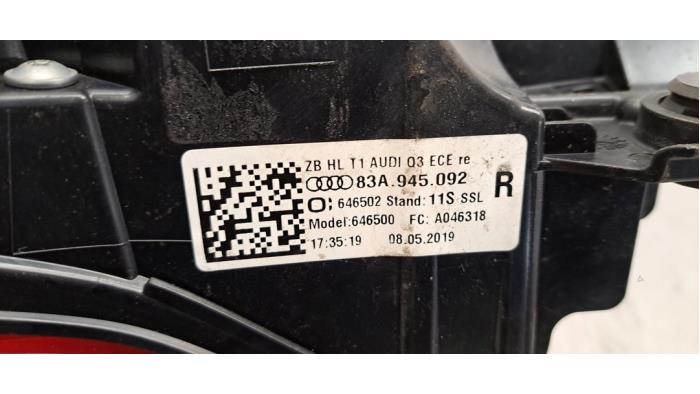 ZB HL T1 AUDI Q3 ECE re
83A.945.092 R
646502 Stand: 11S SSL
Model:646500 FC: A046318
17:35:19 08.05.2019